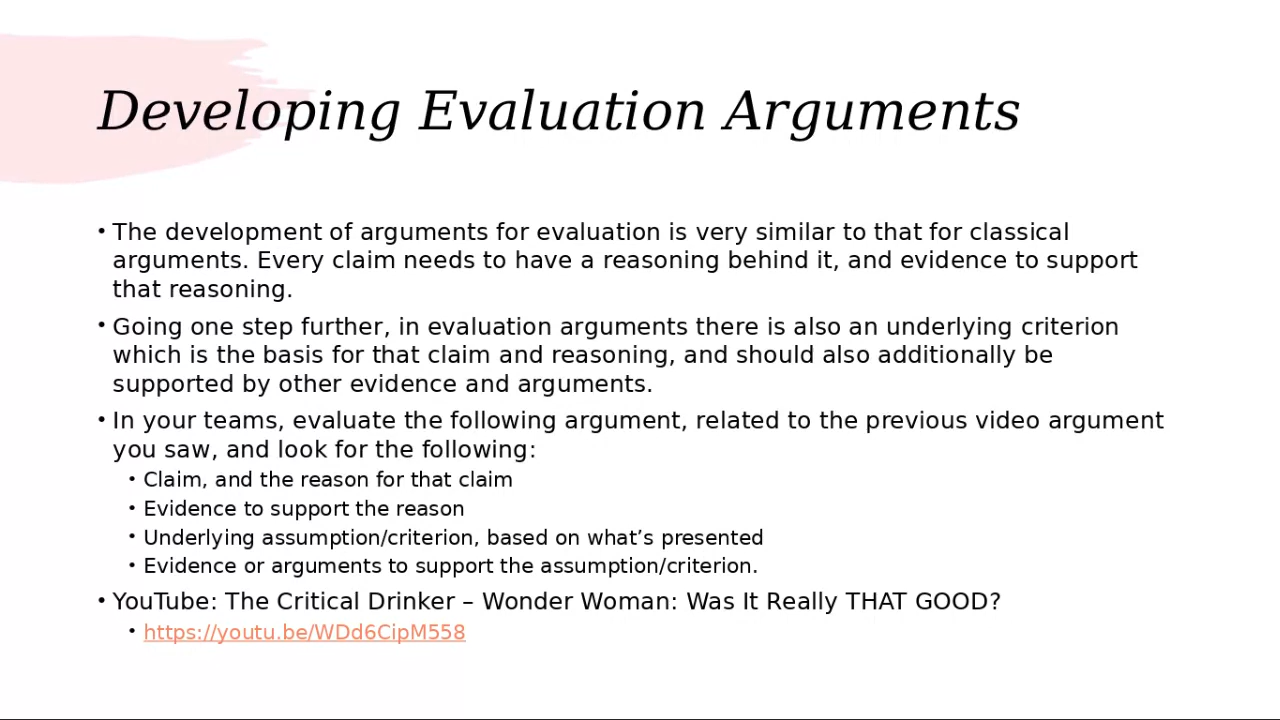 Developing Evaluation Arguments
• The development of arguments for evaluation is very similar to that for classical
arguments. Every claim needs to have a reasoning behind it, and evidence to support
that reasoning.
• Going one step further, in evaluation arguments there is also an underlying criterion
which is the basis for that claim and reasoning, and should also additionally be
supported by other evidence and arguments.
• In your teams, evaluate the following argument, related to the previous video argument
you saw, and look for the following:
• Claim, and the reason for that claim
• Evidence to support the reason
• Underlying assumption/criterion, based on what’s presented
• Evidence or arguments to support the assumption/criterion.
• YouTube: The Critical Drinker – Wonder Woman: Was It Really THAT GOOD?
• https://youtu.be/WDd6CipM558